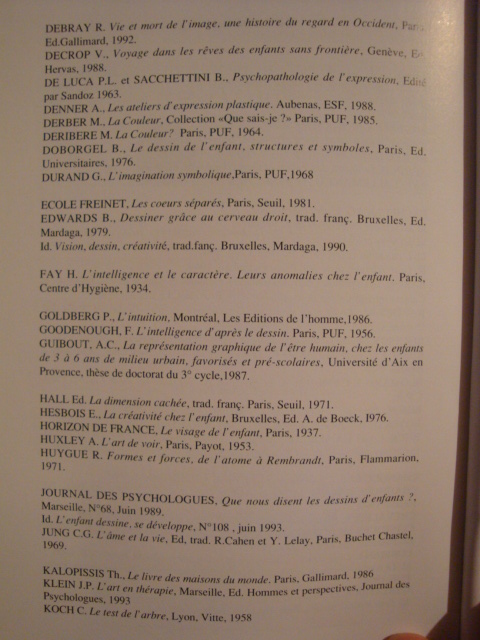 DEBRAY R. Vie et mort de l'image, une histoire du regard en Occident, Paris
Ed.Gallimard, 1992.
DECROP V., Voyage dans les rêves des enfants sans frontière, Genève,
Hervas, 1988.
DE LUCA P.L. et SACCHETTINI B., Psychopathologie de l'expression, Edité
par Sandoz 1963.
DENNER A., Les ateliers d'expression plastique. Aubenas, ESF, 1988.
DERBER M., La Couleur, Collection «Que sais-je ?» Paris, PUF, 1985.
DERIBERE M. La Couleur? Paris, PUF, 1964.
DOBORGEL B., Le dessin de l'enfant, structures et symboles, Paris, Ed.
Universitaires, 1976.
DURAND G., L'imagination symbolique,Paris, PUF,1968
ECOLE FREINET, Les coeurs séparés, Paris, Seuil, 1981.
EDWARDS B., Dessiner grâce au cerveau droit, trad. franç. Bruxelles, Ed.
Mardaga, 1979.
Id. Vision, dessin, créativité, trad.fanç. Bruxelles, Mardaga, 1990.
FAY H. L'intelligence et le caractère. Leurs anomalies chez l'enfant. Paris,
Centre d'Hygiène, 1934.
GOLDBERG P., L'intuition, Montréal, Les Editions de l'homme,1986.
GOODENOUGH, F. L'intelligence d'après le dessin. Paris, PUF, 1956.
GUIBOUT, A.C., La représentation graphique de l'être humain, chez les enfants
de 3 à 6 ans de milieu urbain, favorisés et pré-scolaires, Université d'Aix en
Provence, thèse de doctorat du 3° cycle,1987.
HALL Ed. La dimension cachée, trad. franç. Paris, Seuil, 1971.
HESBOIS E., La créativité chez l'enfant, Bruxelles, Ed. A. de Boeck, I976.
HORIZON DE FRANCE, Le visage de l'enfant, Paris, 1937.
HUXLEY A. L'art de voir, Paris, Payot, 1953.
HUYGUE R. Formes et forces, de l'atome à Rembrandt, Paris, Flammarion,
1971.
JOURNAL DES PSYCHOLOGUES, Que nous disent les dessins d'enfants ?,
Marseille, N°68, Juin 1989.
Id. L'enfant dessine, se développe, N°108 , juin 1993.
JUNG C.G. L'âme et la vie, Ed, trad. R.Cahen et Y. Lelay, Paris, Buchet Chastel,
1969.
KALOPISSIS Th., Le livre des maisons du monde. Paris, Gallimard, 1986
KLEIN J.P. L'art en thérapie, Marseille, Ed. Hommes et perspectives, Journal des
Psychologues, 1993
KOCH C. Le test de l'arbre, Lyon, Vitte, 1958